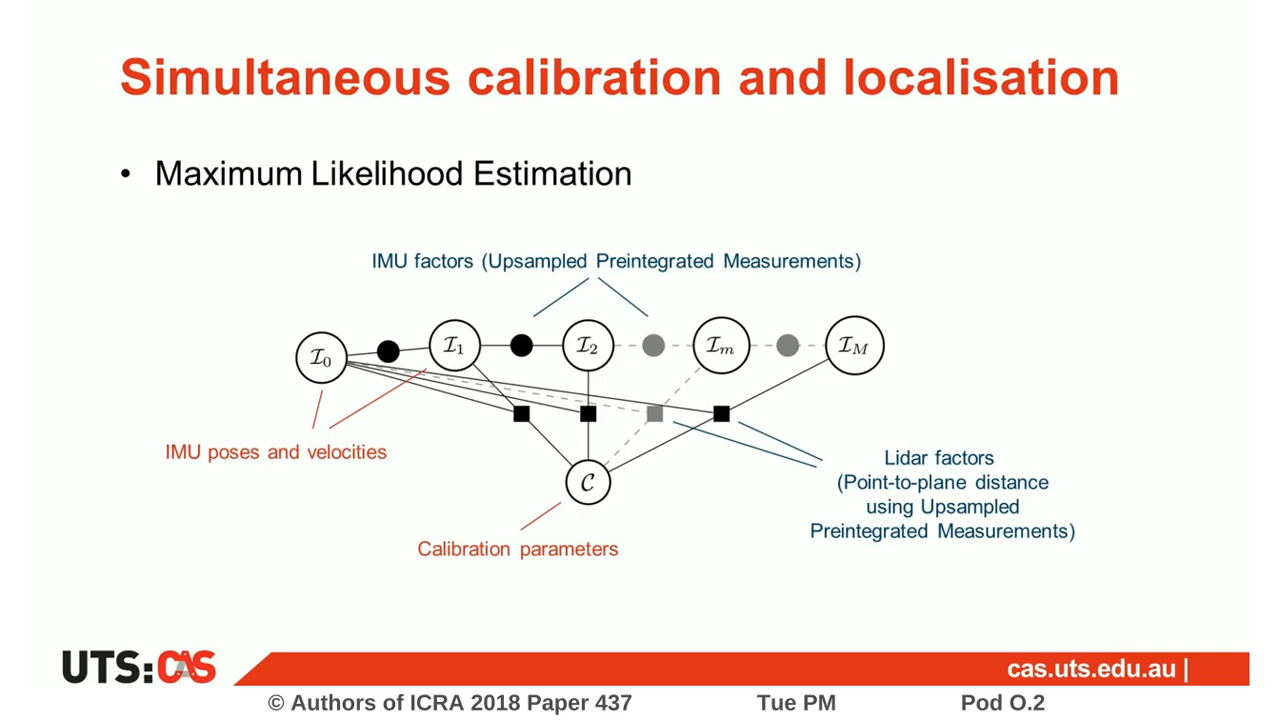 Simultaneous calibration and localisation
• Maximum Likelihood Estimation
IMU factors (Upsampled Preintegrated Measurements)
ℐ0
ℐ1
ℐ2
ℐm
ℐM
IMU poses and velocities
Lidar factors
(Point-to-plane distance
using Upsampled
Preintegrated Measurements)
𝒞
Calibration parameters
UTS:CAS
cas.uts.edu.au |
© Authors of ICRA 2018 Paper 437 Tue PM Pod O.2